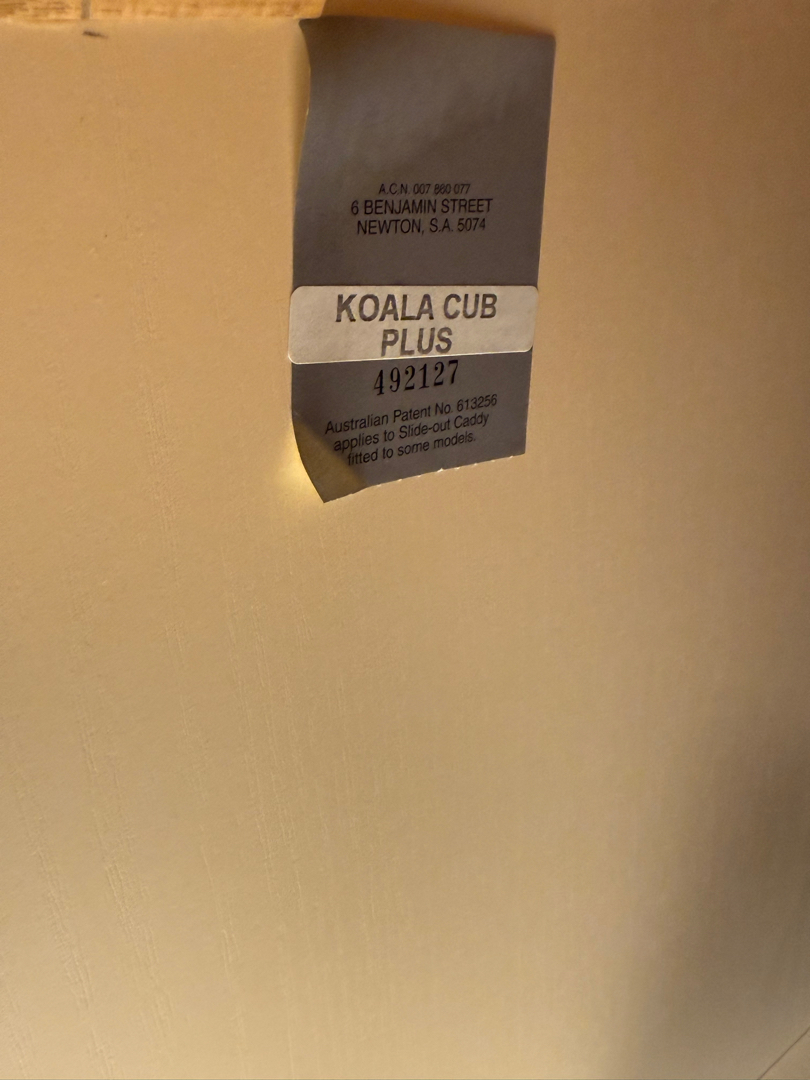 A.C.N. 007 860 077
6 BENJAMIN STREET
NEWTON, S.A. 5074
KOALA CUB
PLUS
492127
Australian Patent No. 613256
applies to Slide-out Caddy
fitted to some models.